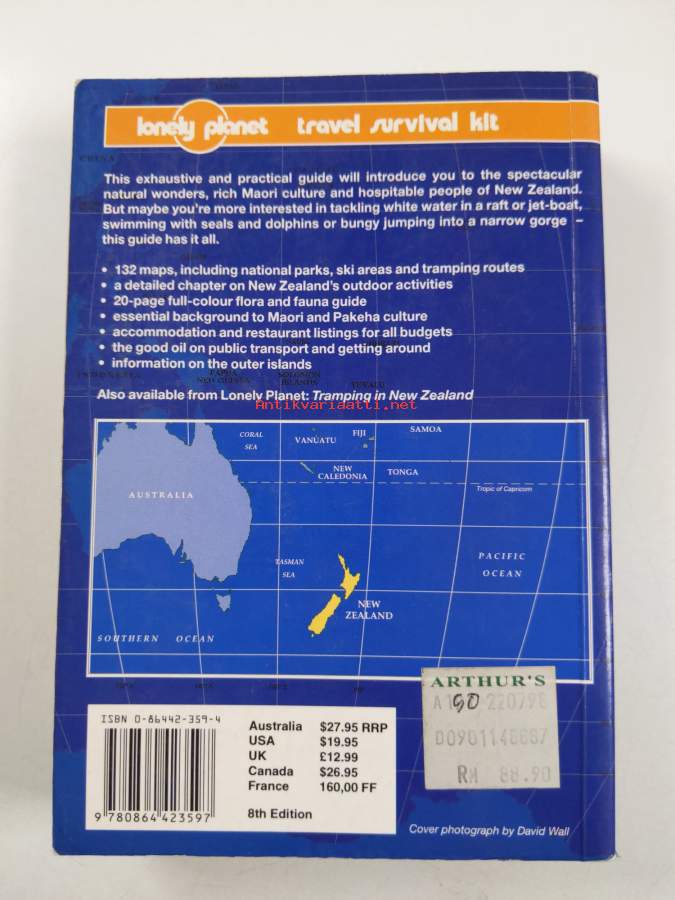 lonely planet travel survival kit
This exhaustive and practical guide will introduce you to the spectacular
natural wonders, rich Maori culture and hospitable people of New Zealand.
But maybe you're more interested in tackling white water in a raft or jet-boat,
swimming with seals and dolphins or bungy jumping into a narrow gorge –
this guide has it all.
• 132 maps, including national parks, ski areas and tramping routes
• a detailed chapter on New Zealand's outdoor activities
• 20-page full-colour flora and fauna guide
• essential background to Maori and Pakeha culture
• accommodation and restaurant listings for all budgets
• the good oil on public transport and getting around
• information on the outer islands
PAPUA
NEW GUINEA
SOLOMON
ISLANDS
TUVALU
Also available from Lonely Planet: Tramping in New Zealand
Antikvariaatti.net
CORAL
SEA
VANUATU
FIJI
SAMOA
NEW
CALEDONIA
TONGA
AUSTRALIA
Tropic of Capricorn
TASMAN
SEA
PACIFIC
OCEAN
NEW
ZEALAND
SOUTHERN OCEAN
ARTHUR'S
RM 88.90
ISBN 0-86442-359-4
9 780864 423597
Australia $27.95 RRP
USA $19.95
UK £12.99
Canada $26.95
France 160,00 FF
8th Edition
Cover photograph by David Wall